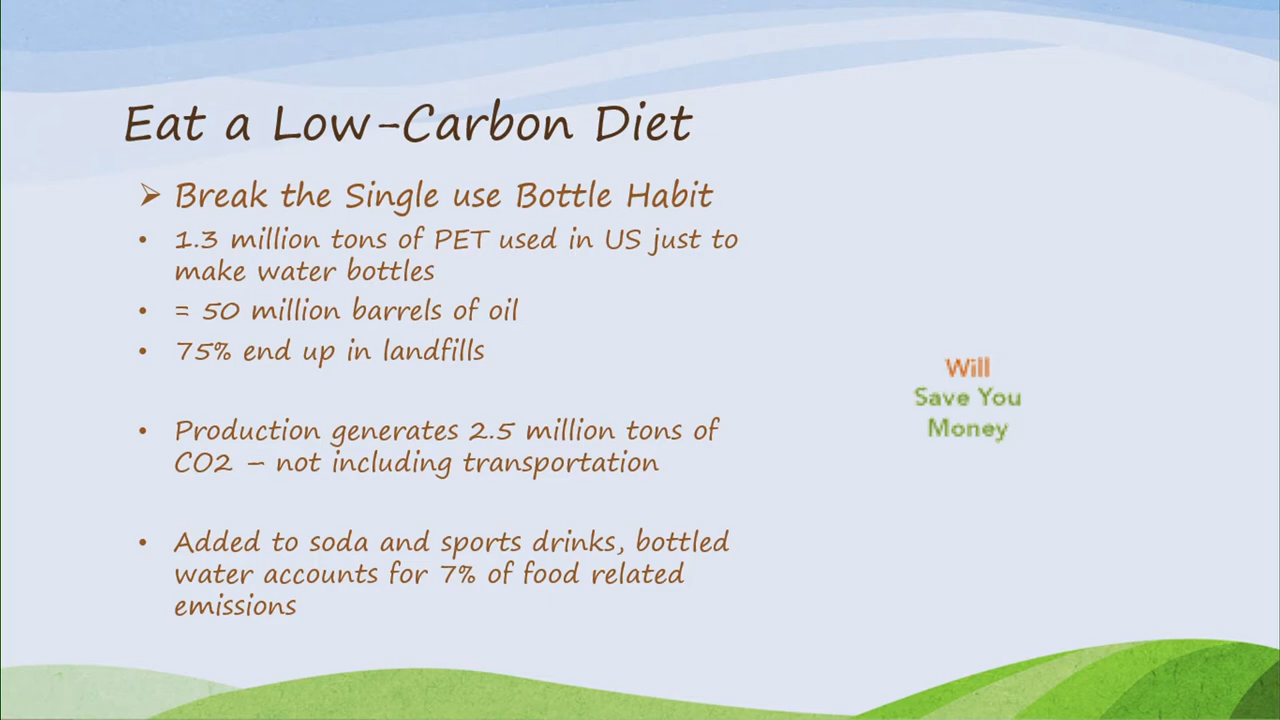 Eat a Low-Carbon Diet
➢ Break the Single use Bottle Habit
• 1.3 million tons of PET used in US just to
make water bottles
• = 50 million barrels of oil
• 75% end up in landfills
• Production generates 2.5 million tons of
CO2 – not including transportation
• Added to soda and sports drinks, bottled
water accounts for 7% of food related
emissions
Will
Save You
Money